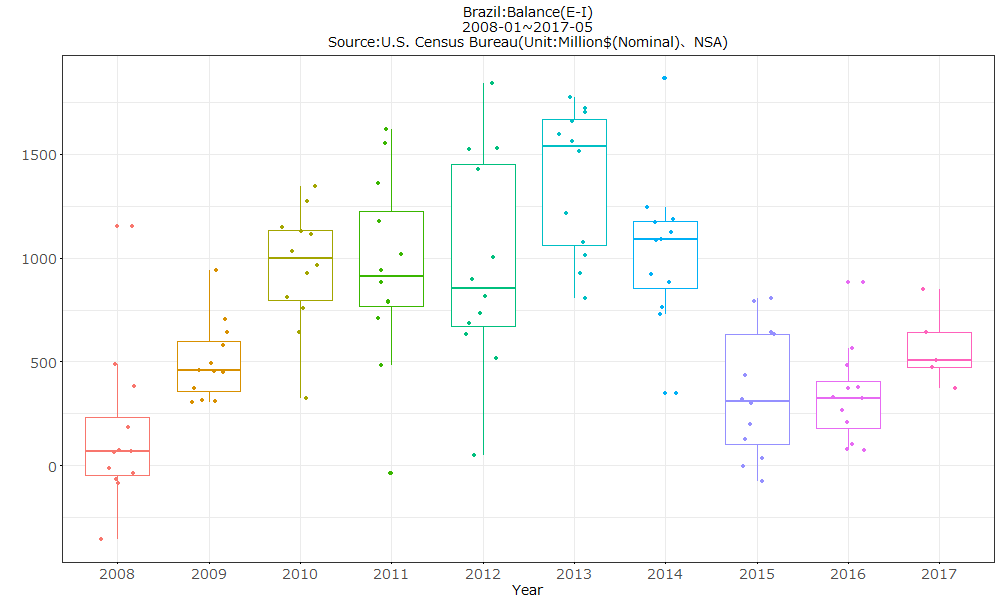 Brazil:Balance(E-I)
2008-01~2017-05
Source:U.S. Census Bureau(Unit:Million$(Nominal)、NSA)
1500
1000
500
0
2008 2009 2010 2011 2012 2013 2014 2015 2016 2017
Year